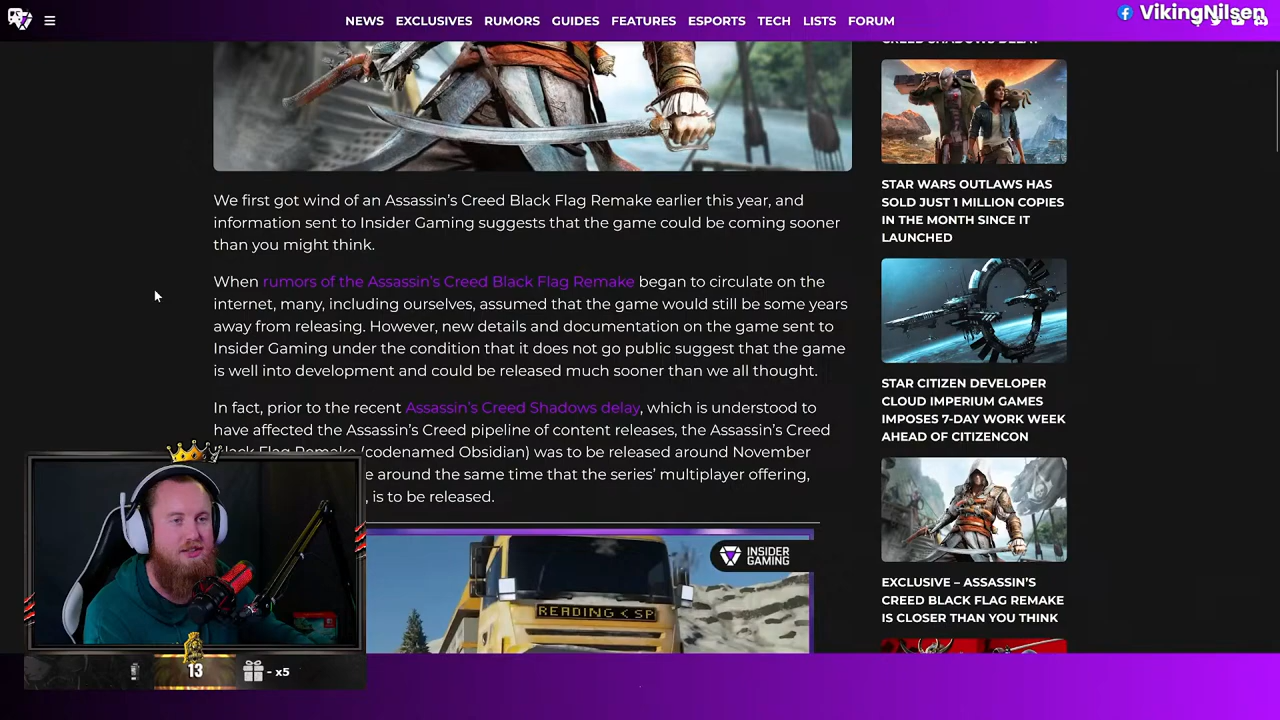 NEWS EXCLUSIVES RUMORS GUIDES FEATURES ESPORTS TECH LISTS FORUM
VikingNilsen
We first got wind of an Assassin's Creed Black Flag Remake earlier this year, and
information sent to Insider Gaming suggests that the game could be coming sooner
than you might think.
When rumors of the Assassin's Creed Black Flag Remake began to circulate on the
internet, many, including ourselves, assumed that the game would still be some years
away from releasing. However, new details and documentation on the game sent to
Insider Gaming under the condition that it does not go public suggest that the game
is well into development and could be released much sooner than we all thought.
In fact, prior to the recent Assassin's Creed Shadows delay, which is understood to
have affected the Assassin's Creed pipeline of content releases, the Assassin's Creed
Black Flag Remake (codenamed Obsidian) was to be released around November
around the same time that the series' multiplayer offering,
, is to be released.
INSIDER
GAMING
READING < SP
CREED SHADOWS DELAY
STAR WARS OUTLAWS HAS
SOLD JUST 1 MILLION COPIES
IN THE MONTH SINCE IT
LAUNCHED
STAR CITIZEN DEVELOPER
CLOUD IMPERIUM GAMES
IMPOSES 7-DAY WORK WEEK
AHEAD OF CITIZENCON
EXCLUSIVE – ASSASSIN'S
CREED BLACK FLAG REMAKE
IS CLOSER THAN YOU THINK
13
- x5